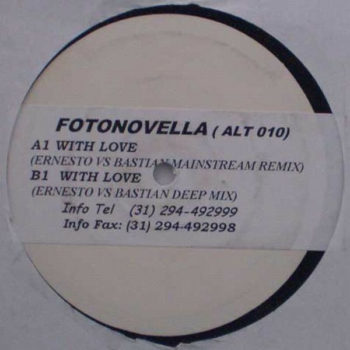 FOTONOVELLA ( ALT 010)
A1 WITH LOVE
(ERNESTO VS BASTIAN MAINSTREAM REMIX)
B1 WITH LOVE
(ERNESTO VS BASTIAN DEEP MIX)
Info Tel (31) 294-492999
Info Fax: (31) 294-492998